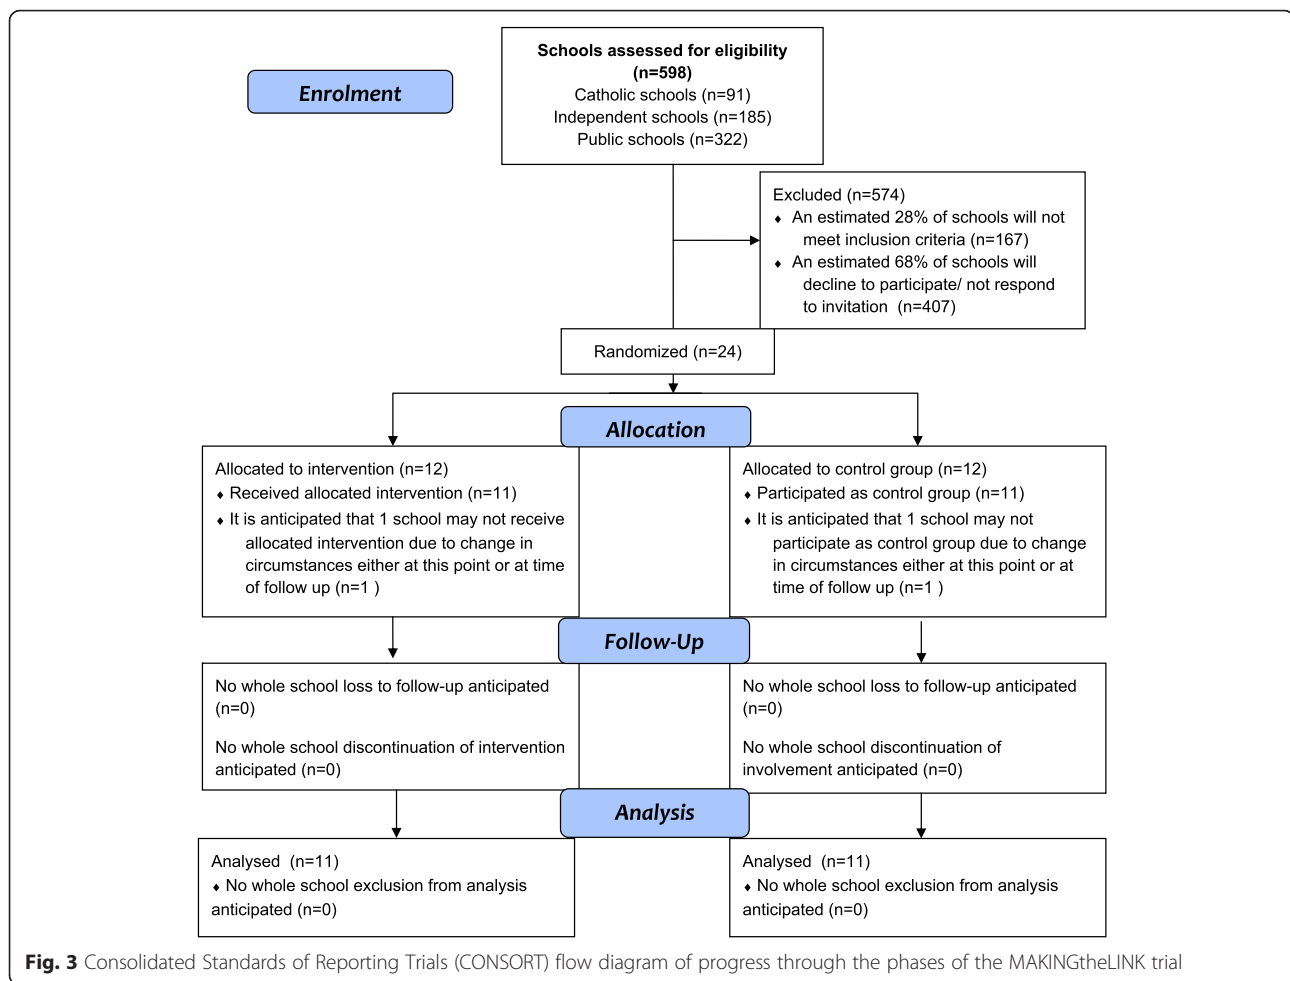 Schools assessed for eligibility
(n=598)
Catholic schools (n=91)
Independent schools (n=185)
Public schools (n=322)
Enrolment
Excluded (n=574)
♦ An estimated 28% of schools will not
meet inclusion criteria (n=167)
♦ An estimated 68% of schools will
decline to participate/ not respond
to invitation (n=407)
Randomized (n=24)
Allocation
Allocated to intervention (n=12)
♦ Received allocated intervention (n=11)
♦ It is anticipated that 1 school may not receive
allocated intervention due to change in
circumstances either at this point or at time
of follow up (n=1 )
Allocated to control group (n=12)
♦ Participated as control group (n=11)
♦ It is anticipated that 1 school may not
participate as control group due to change
in circumstances either at this point or at
time of follow up (n=1 )
Follow-Up
No whole school loss to follow-up anticipated
(n=0)
No whole school discontinuation of intervention
anticipated (n=0)
No whole school loss to follow-up anticipated
(n=0)
No whole school discontinuation of
involvement anticipated (n=0)
Analysis
Analysed (n=11)
♦ No whole school exclusion from analysis
anticipated (n=0)
Analysed (n=11)
♦ No whole school exclusion from analysis
anticipated (n=0)
Fig. 3 Consolidated Standards of Reporting Trials (CONSORT) flow diagram of progress through the phases of the MAKINGtheLINK trial